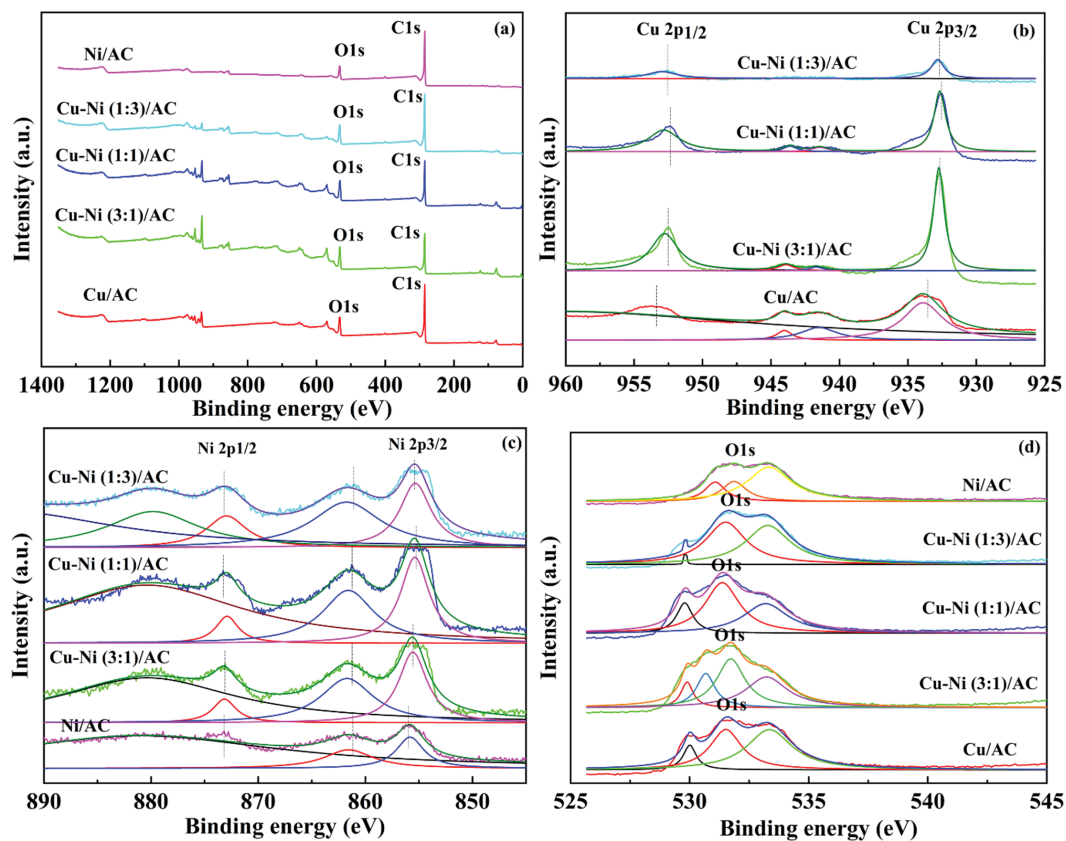 (a)
C1s
Ni/AC
O1s
C1s
Cu-Ni (1:3)/AC
O1s
C1s
Cu-Ni (1:1)/AC
O1s
C1s
Cu-Ni (3:1)/AC
O1s
C1s
Cu/AC
O1s
Intensity (a.u.)
1400 1200 1000 800 600 400 200 0
Binding energy (eV)
(b)
Cu 2p1/2 Cu 2p3/2
Cu-Ni (1:3)/AC
Cu-Ni (1:1)/AC
Cu-Ni (3:1)/AC
Cu/AC
Intensity (a.u.)
960 955 950 945 940 935 930 925
Binding energy (eV)
(c)
Ni 2p1/2 Ni 2p3/2
Cu-Ni (1:3)/AC
Cu-Ni (1:1)/AC
Cu-Ni (3:1)/AC
Ni/AC
Intensity (a.u.)
890 880 870 860 850
Binding energy (eV)
(d)
O1s
Ni/AC
O1s
Cu-Ni (1:3)/AC
O1s
Cu-Ni (1:1)/AC
O1s
Cu-Ni (3:1)/AC
O1s
Cu/AC
Intensity (a.u.)
525 530 535 540 545
Binding energy (eV)